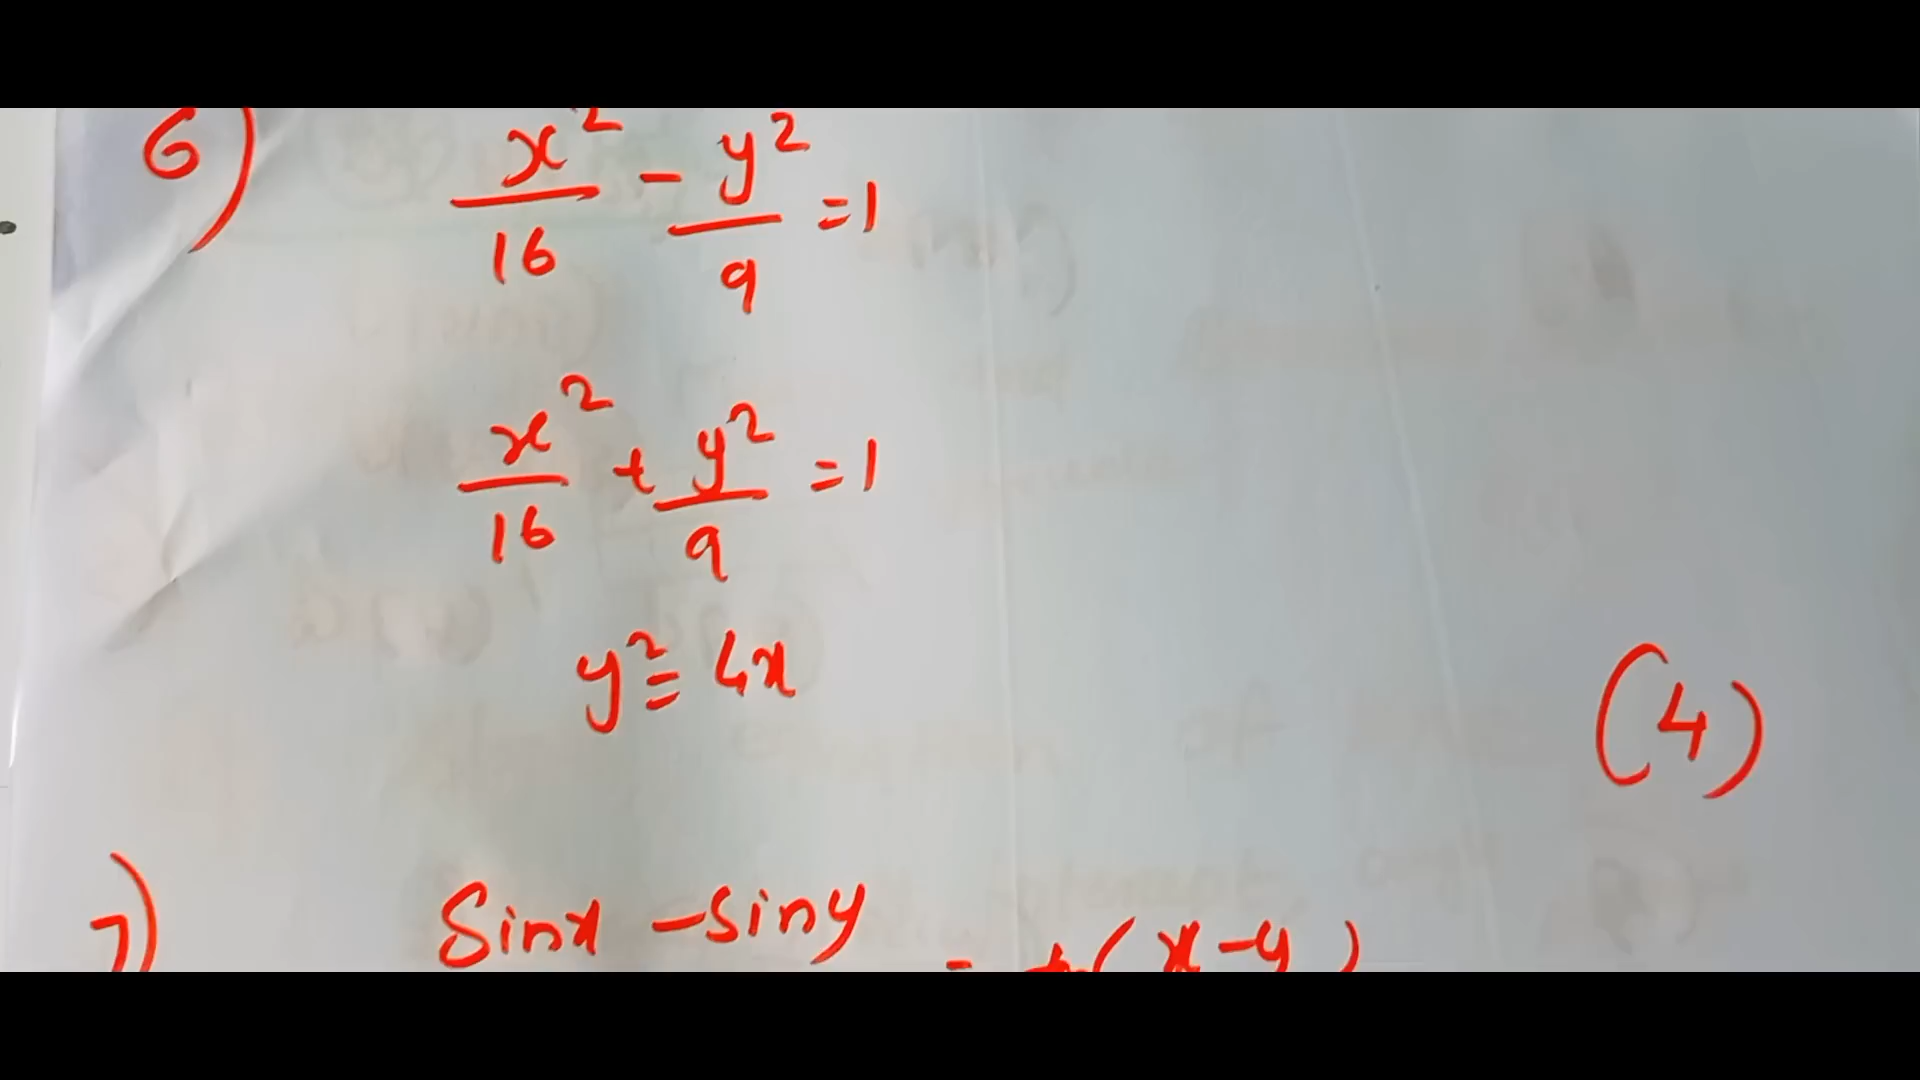 6) x²/16 - y²/9 = 1
x²/16 + y²/9 = 1
y² = 4x
(4)
7) Sinx - Siny
= (x-y)